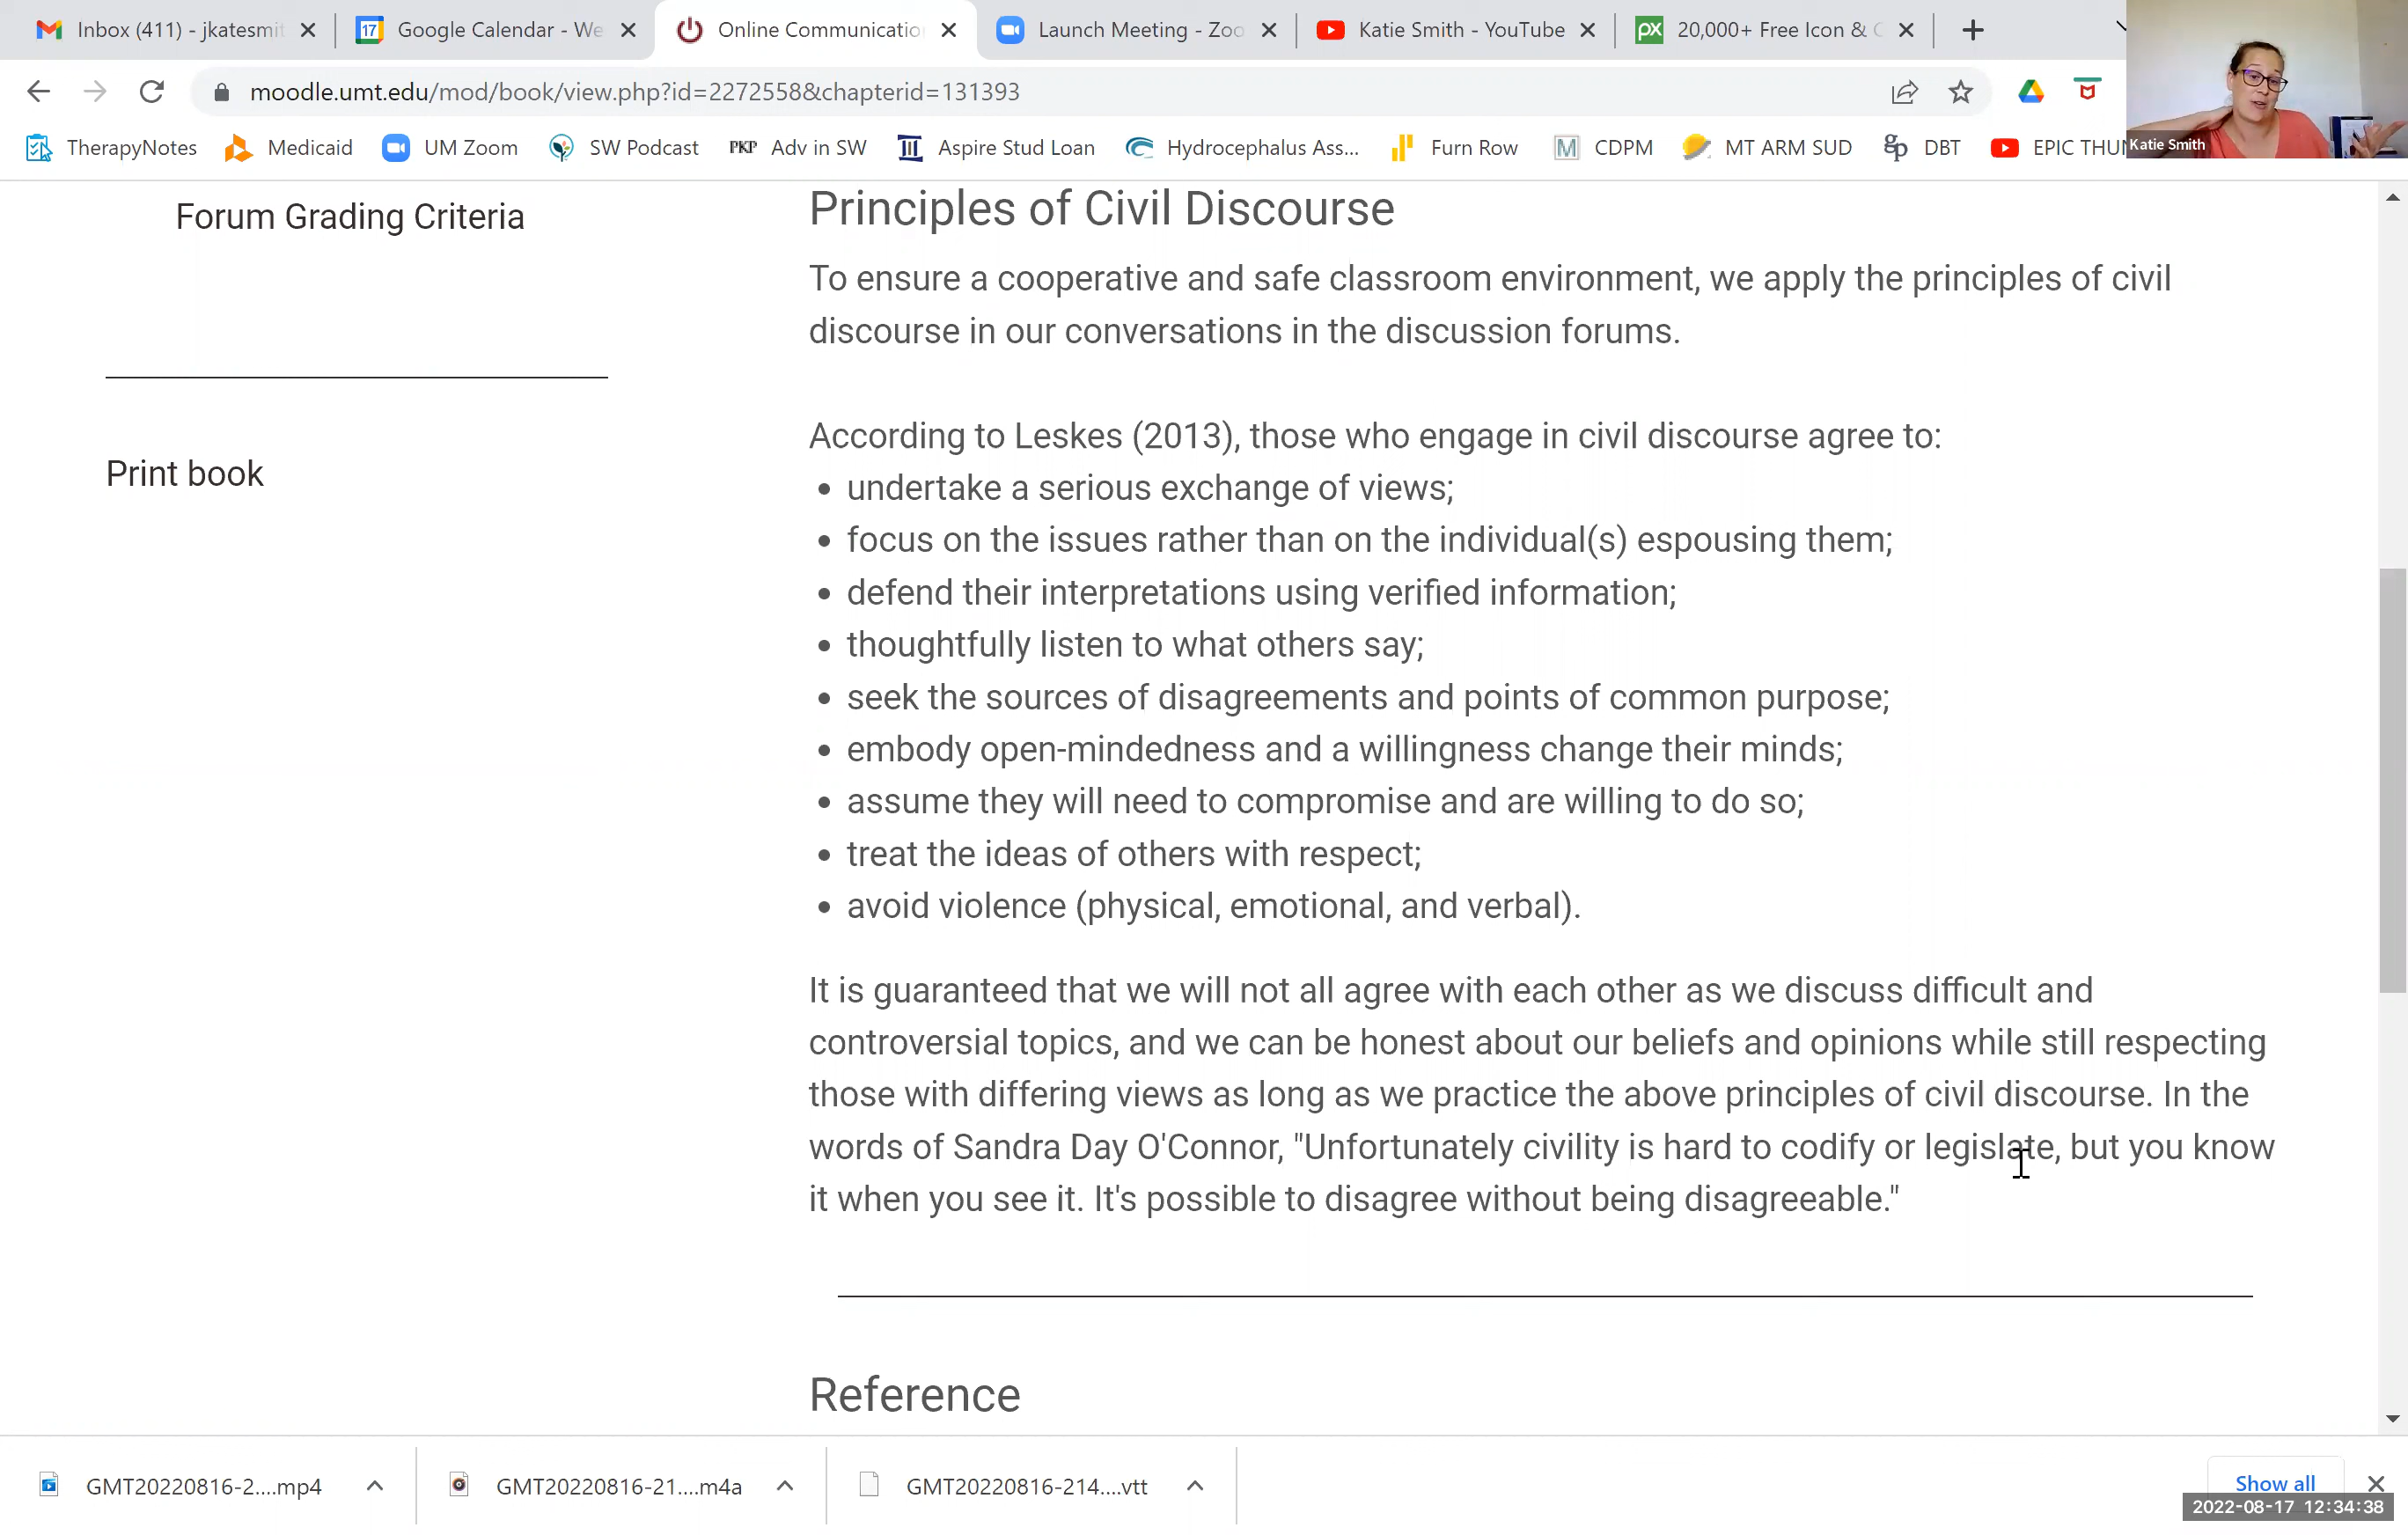 Inbox (411) - jkatesmit
Google Calendar - We
Online Communicatio
Launch Meeting - Zoo
Katie Smith - YouTube
20,000+ Free Icon & C
moodle.umt.edu/mod/book/view.php?id=2272558&chapterid=131393
TherapyNotes Medicaid UM Zoom SW Podcast PKP Adv in SW Aspire Stud Loan Hydrocephalus Ass... Furn Row CDPM MT ARM SUD gp DBT EPIC THU
Katie Smith
Forum Grading Criteria
Print book
Principles of Civil Discourse
To ensure a cooperative and safe classroom environment, we apply the principles of civil
discourse in our conversations in the discussion forums.
According to Leskes (2013), those who engage in civil discourse agree to:
• undertake a serious exchange of views;
• focus on the issues rather than on the individual(s) espousing them;
• defend their interpretations using verified information;
• thoughtfully listen to what others say;
• seek the sources of disagreements and points of common purpose;
• embody open-mindedness and a willingness change their minds;
• assume they will need to compromise and are willing to do so;
• treat the ideas of others with respect;
• avoid violence (physical, emotional, and verbal).
It is guaranteed that we will not all agree with each other as we discuss difficult and
controversial topics, and we can be honest about our beliefs and opinions while still respecting
those with differing views as long as we practice the above principles of civil discourse. In the
words of Sandra Day O'Connor, "Unfortunately civility is hard to codify or legislate, but you know
it when you see it. It's possible to disagree without being disagreeable."
Reference
GMT20220816-2....mp4
GMT20220816-21....m4a
GMT20220816-214....vtt
Show all
2022-08-17 12:34:38